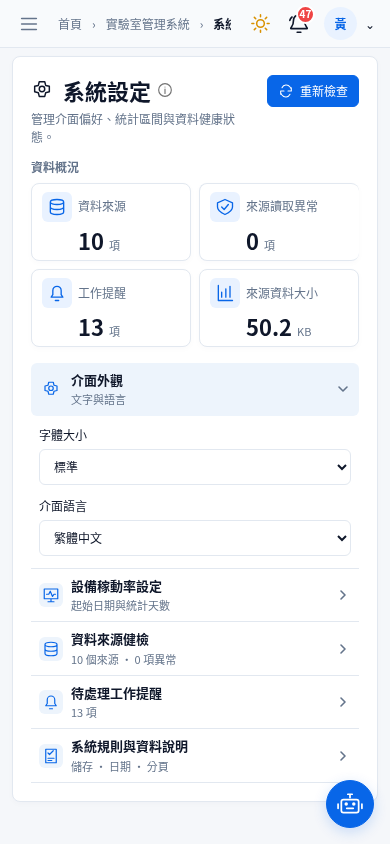 首頁 › 實驗室管理系統 › 系統
47
黃
系統設定
重新檢查
管理介面偏好、統計區間與資料健康狀
態。
資料概況
資料來源
10 項
來源讀取異常
0 項
工作提醒
13 項
來源資料大小
50.2 KB
介面外觀
文字與語言
字體大小
標準
介面語言
繁體中文
設備稼動率設定
起始日期與統計天數
資料來源健檢
10 個來源 · 0 項異常
待處理工作提醒
13 項
系統規則與資料說明
儲存 · 日期 · 分頁